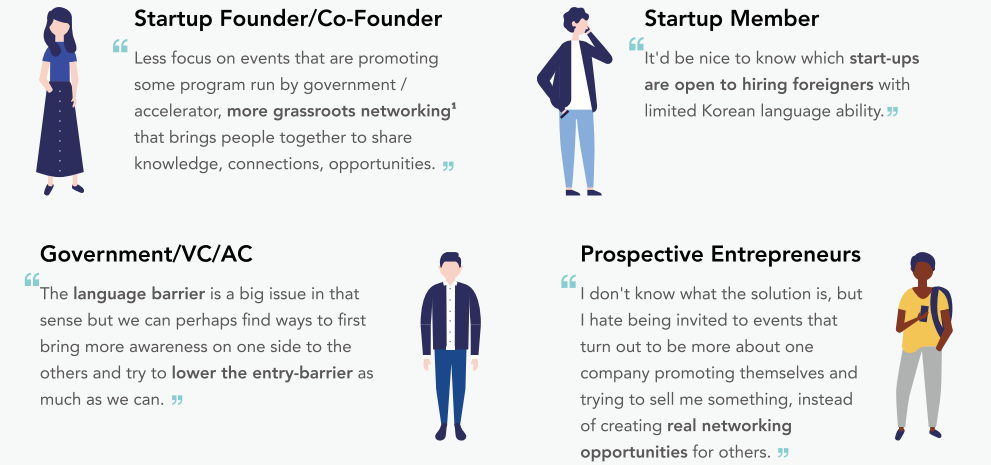 Startup Founder/Co-Founder
“
Less focus on events that are promoting
some program run by government /
accelerator, more grassroots networking¹
that brings people together to share
knowledge, connections, opportunities. ”
Startup Member
“
It'd be nice to know which start-ups
are open to hiring foreigners with
limited Korean language ability. ”
Government/VC/AC
“
The language barrier is a big issue in that
sense but we can perhaps find ways to first
bring more awareness on one side to the
others and try to lower the entry-barrier as
much as we can. ”
Prospective Entrepreneurs
“
I don't know what the solution is, but
I hate being invited to events that
turn out to be more about one
company promoting themselves and
trying to sell me something, instead
of creating real networking
opportunities for others. ”